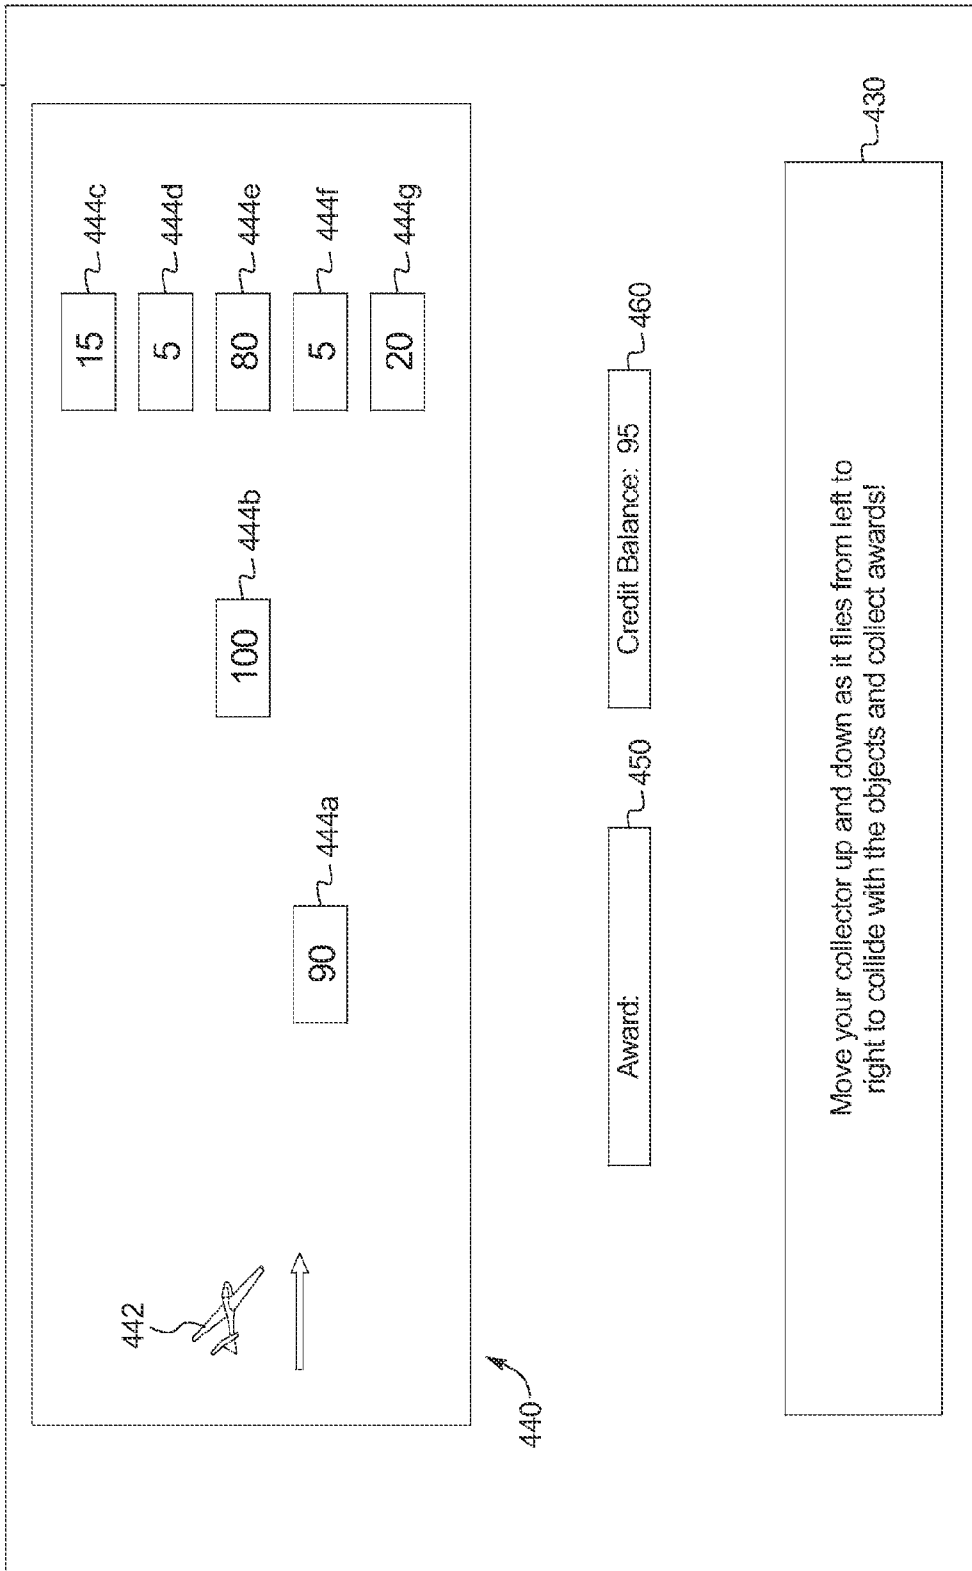 442
440
90
444a
100
444b
15
444c
5
444d
80
444e
5
444f
20
444g
Award:
450
Credit Balance: 95
460
Move your collector up and down as it flies from left to
right to collide with the objects and collect awards!
430